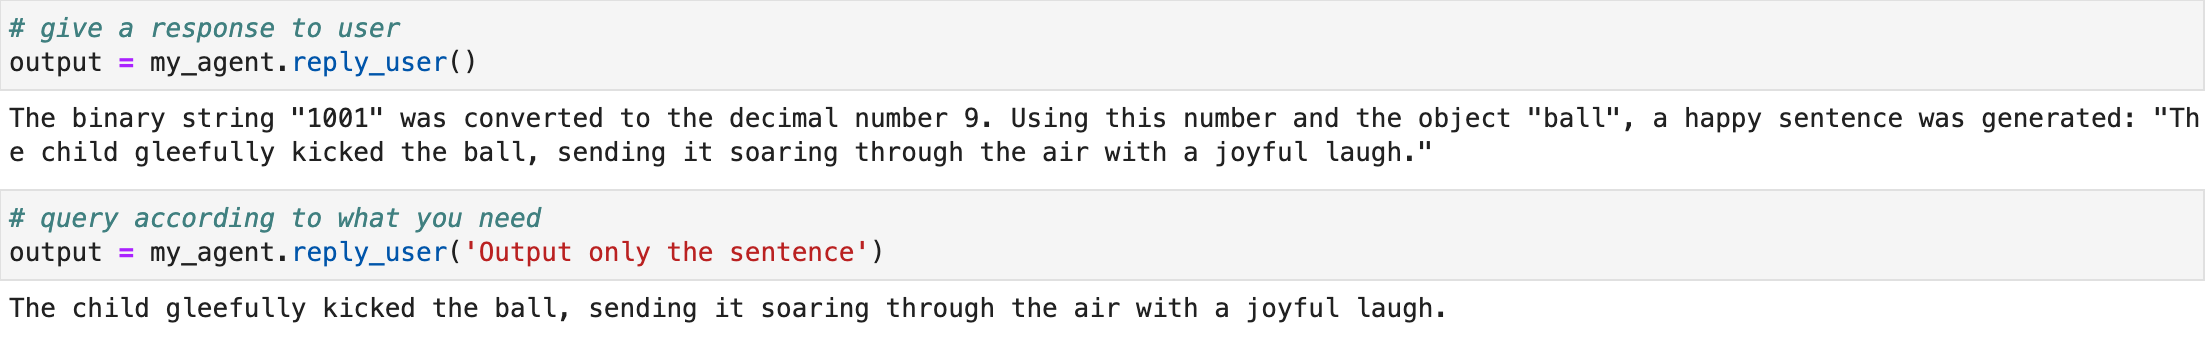 # give a response to user
output = my_agent.reply_user()
The binary string "1001" was converted to the decimal number 9. Using this number and the object "ball", a happy sentence was generated: "Th
e child gleefully kicked the ball, sending it soaring through the air with a joyful laugh."
# query according to what you need
output = my_agent.reply_user('Output only the sentence')
The child gleefully kicked the ball, sending it soaring through the air with a joyful laugh.